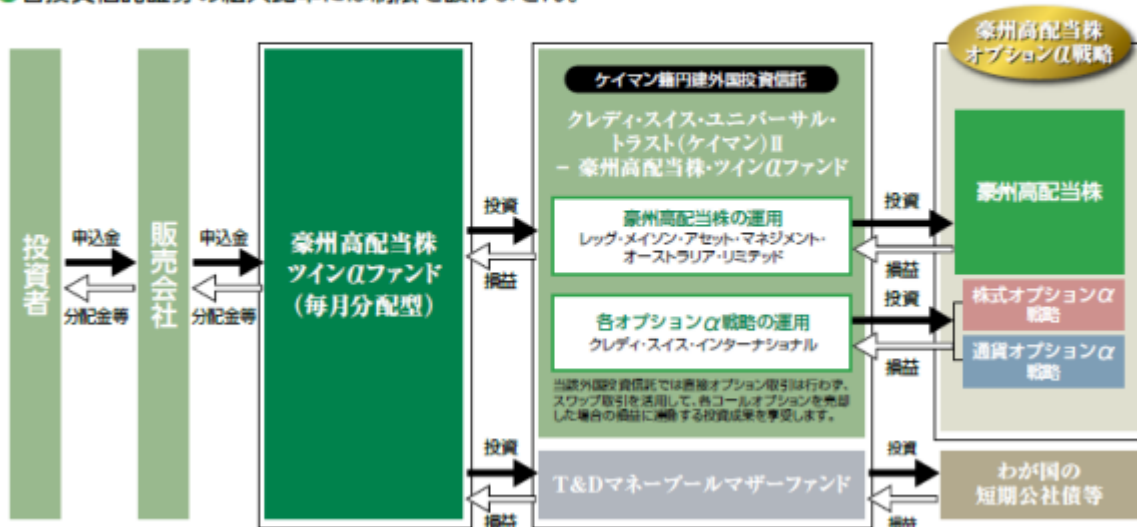 豪州高配当株
オプションα戦略
投資者
申込金
分配金等
販売会社
申込金
分配金等
豪州高配当株
ツインαファンド
(毎月分配型)
投資
損益
ケイマン籍円建外国投資信託
クレディ・スイス・ユニバーサル・
トラスト(ケイマン)Ⅱ
− 豪州高配当株・ツインαファンド
豪州高配当株の運用
レッグ・メイソン・アセット・マネジメント・
オーストラリア・リミテッド
各オプションα戦略の運用
クレディ・スイス・インターナショナル
当該外国投資信託では直接オプション取引は行わず、
スワップ取引を活用して、各コールオプションを売却
した場合の損益に連動する投資成果を享受します。
投資
損益
投資
損益
豪州高配当株
株式オプションα
戦略
通貨オプションα
戦略
投資
損益
T&Dマネープールマザーファンド
投資
損益
わが国の
短期公社債等